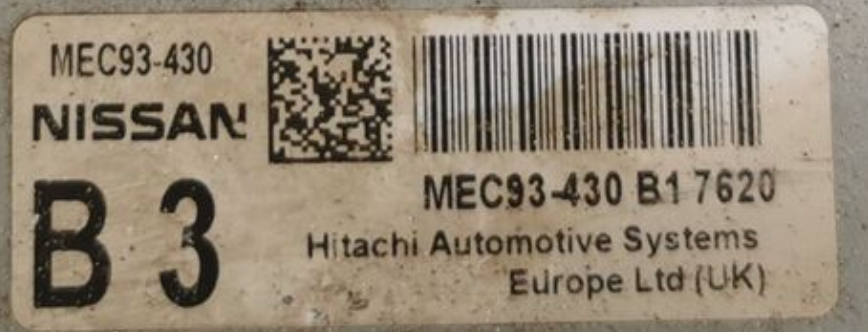 MEC93-430
NISSAN
B 3
MEC93-430 B1 7620
Hitachi Automotive Systems
Europe Ltd (UK)